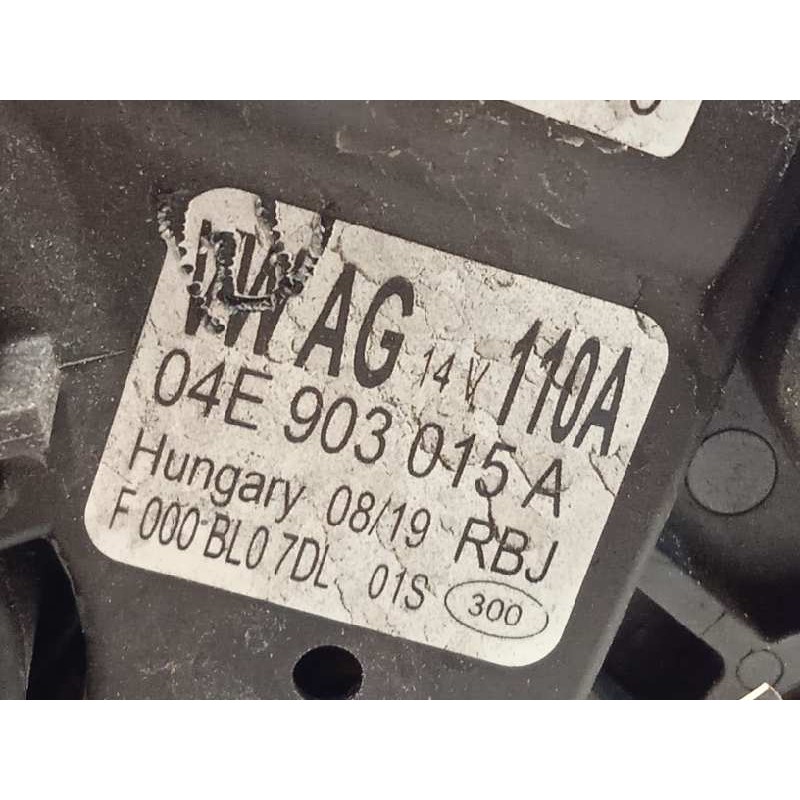 VW AG 14 V 110A
04E 903 015 A
Hungary 08/19 RBJ
F 000 BL0 7DL 01S 300